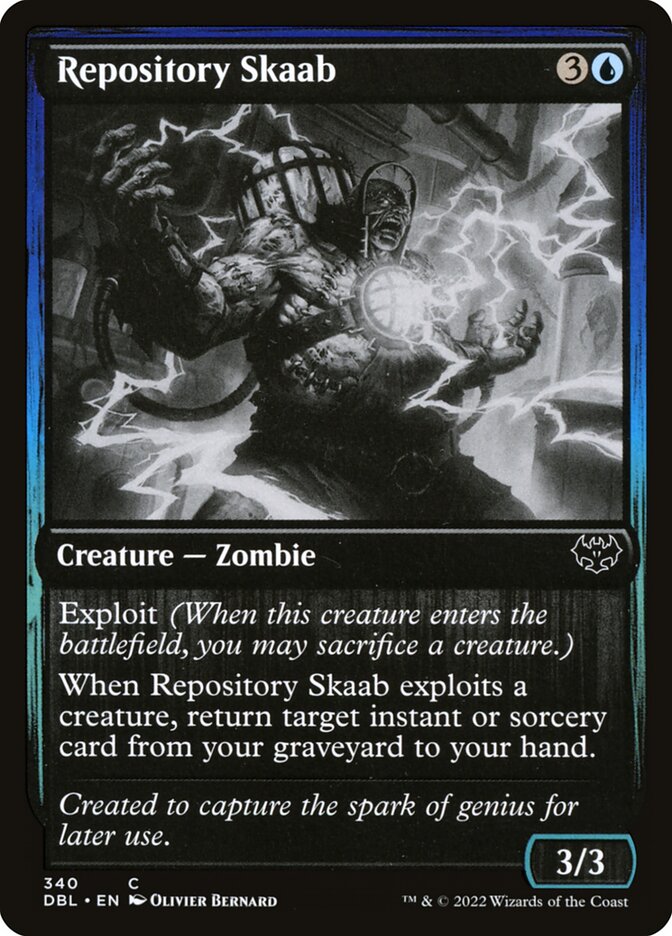 Repository Skaab 3
Creature — Zombie
Exploit (When this creature enters the
battlefield, you may sacrifice a creature.)
When Repository Skaab exploits a
creature, return target instant or sorcery
card from your graveyard to your hand.
Created to capture the spark of genius for
later use.
3/3
340 C
DBL • EN Olivier Bernard ™ & © 2022 Wizards of the Coast